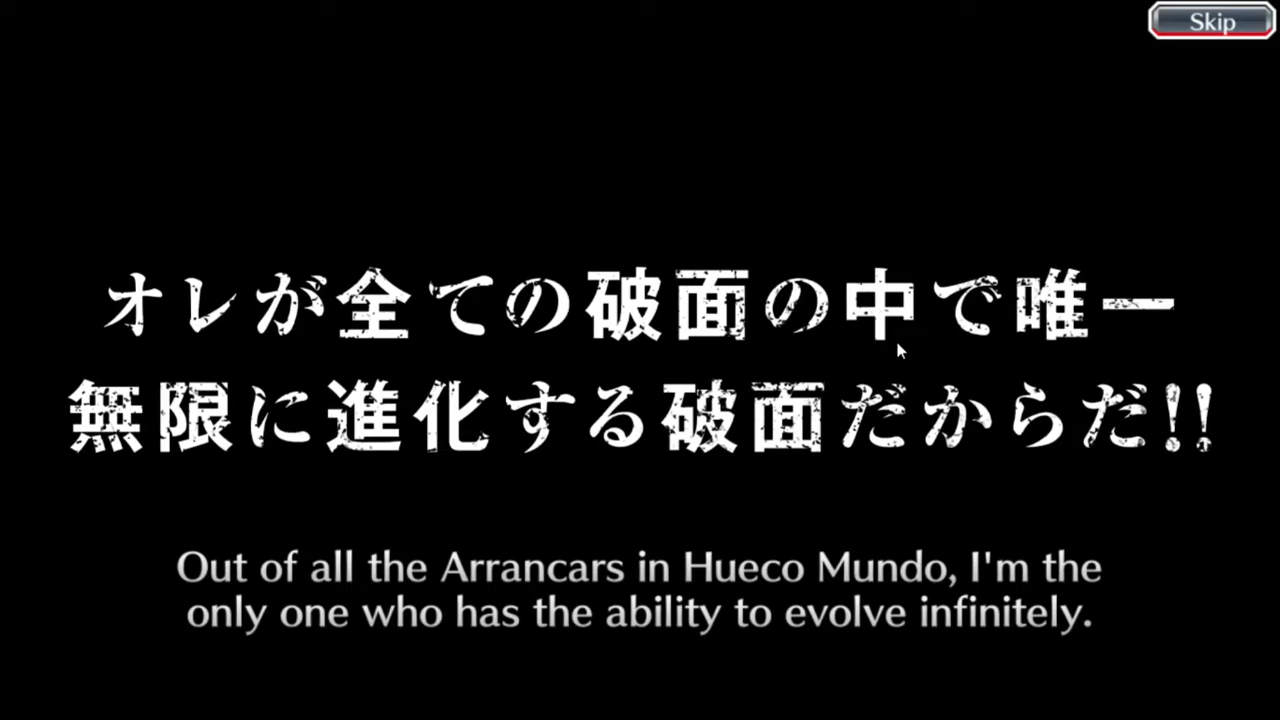 Skip
オレが全ての破面の中で唯一
無限に進化する破面だからだ!!
Out of all the Arrancars in Hueco Mundo, I'm the
only one who has the ability to evolve infinitely.